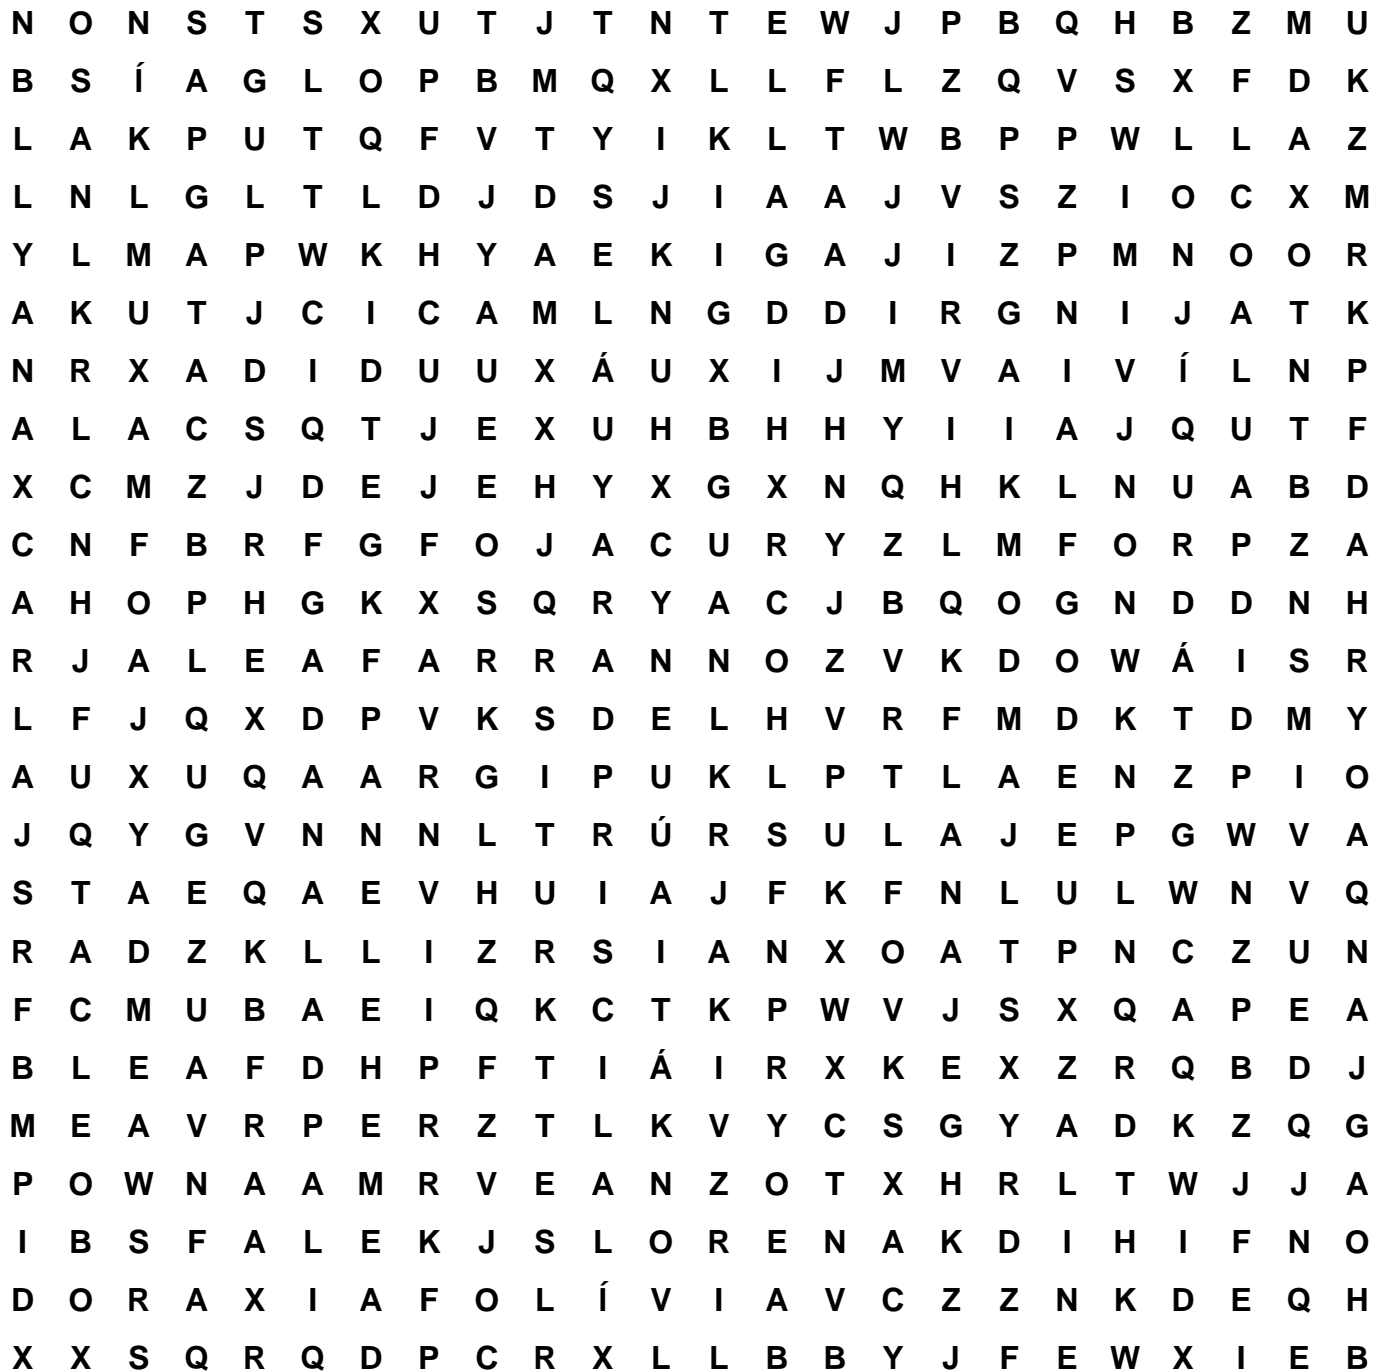 N O N S T S X U T J T N T E W J P B Q H B Z M U
B S Í A G L O P B M Q X L L F L Z Q V S X F D K
L A K P U T Q F V T Y I K L T W B P P W L L A Z
L N L G L T L D J D S J I A A J V S Z I O C X M
Y L M A P W K H Y A E K I G A J I Z P M N O O R
A K U T J C I C A M L N G D D I R G N I J A T K
N R X A D I D U U X Á U X I J M V A I V Í L N P
A L A C S Q T J E X U H B H H Y I I A J Q U T F
X C M Z J D E J E H Y X G X N Q H K L N U A B D
C N F B R F G F O J A C U R Y Z L M F O R P Z A
A H O P H G K X S Q R Y A C J B Q O G N D D N H
R J A L E A F A R R A N N O Z V K D O W Á I S R
L F J Q X D P V K S D E L H V R F M D K T D M Y
A U X U Q A A R G I P U K L P T L A E N Z P I O
J Q Y G V N N N L T R Ú R S U L A J E P G W V A
S T A E Q A E V H U I A J F K F N L U L W N V Q
R A D Z K L L I Z R S I A N X O A T P N C Z U N
F C M U B A E I Q K C T K P W V J S X Q A P E A
B L E A F D H P F T I Á I R X K E X Z R Q B D J
M E A V R P E R Z T L K V Y C S G Y A D K Z Q G
P O W N A A M R V E A N Z O T X H R L T W J J A
I B S F A L E K J S L O R E N A K D I H I F N O
D O R A X I A F O L Í V I A V C Z Z N K D E Q H
X X S Q R Q D P C R X L L B B Y J F E W X I E B